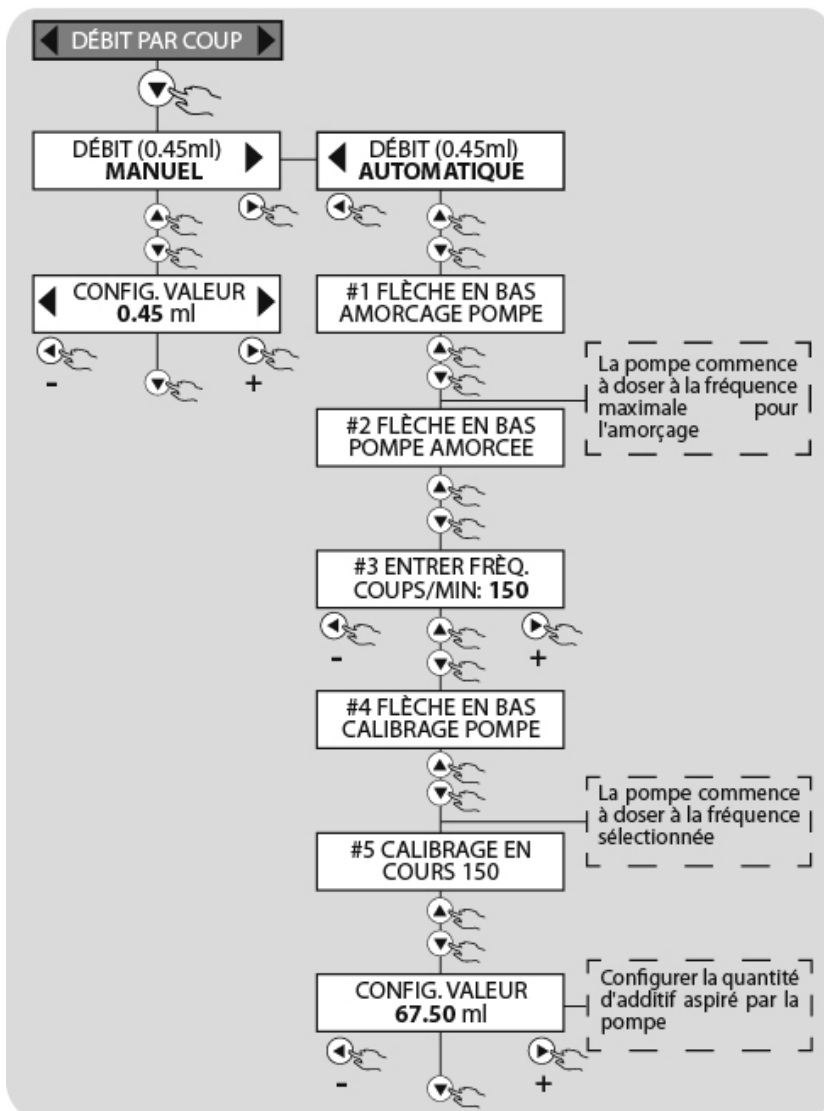 DÉBIT PAR COUP
DÉBIT (0.45ml)
MANUEL
DÉBIT (0.45ml)
AUTOMATIQUE
CONFIG. VALEUR
0.45 ml
-
+
#1 FLÈCHE EN BAS
AMORCAGE POMPE
La pompe commence
à doser à la fréquence
maximale pour
l'amorçage
#2 FLÈCHE EN BAS
POMPE AMORCEE
#3 ENTRER FRÈQ.
COUPS/MIN: 150
-
+
#4 FLÈCHE EN BAS
CALIBRAGE POMPE
La pompe commence
à doser à la fréquence
sélectionnée
#5 CALIBRAGE EN
COURS 150
CONFIG. VALEUR
67.50 ml
Configurer la quantité
d'additif aspiré par la
pompe
-
+